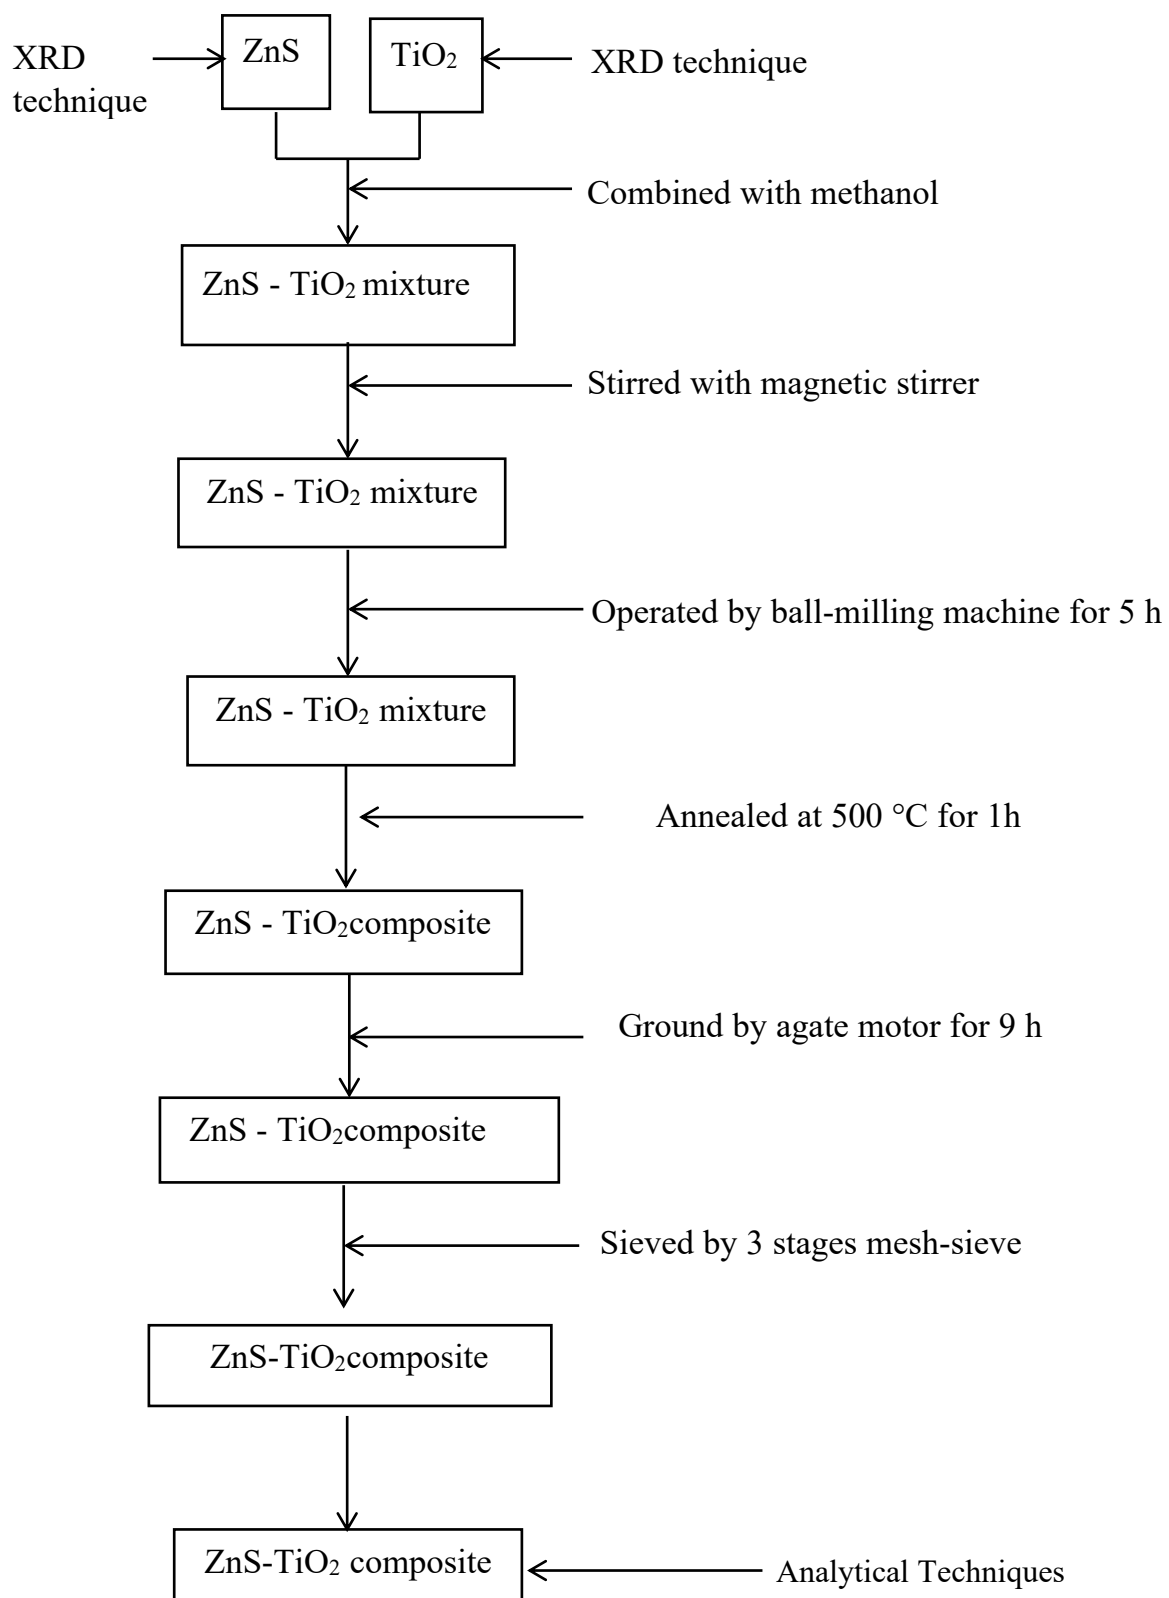 XRD
technique
ZnS
TiO₂
XRD technique
Combined with methanol
ZnS - TiO₂ mixture
Stirred with magnetic stirrer
ZnS - TiO₂ mixture
Operated by ball-milling machine for 5 h
ZnS - TiO₂ mixture
Annealed at 500 °C for 1h
ZnS - TiO₂composite
Ground by agate motor for 9 h
ZnS - TiO₂composite
Sieved by 3 stages mesh-sieve
ZnS-TiO₂composite
ZnS-TiO₂ composite
Analytical Techniques